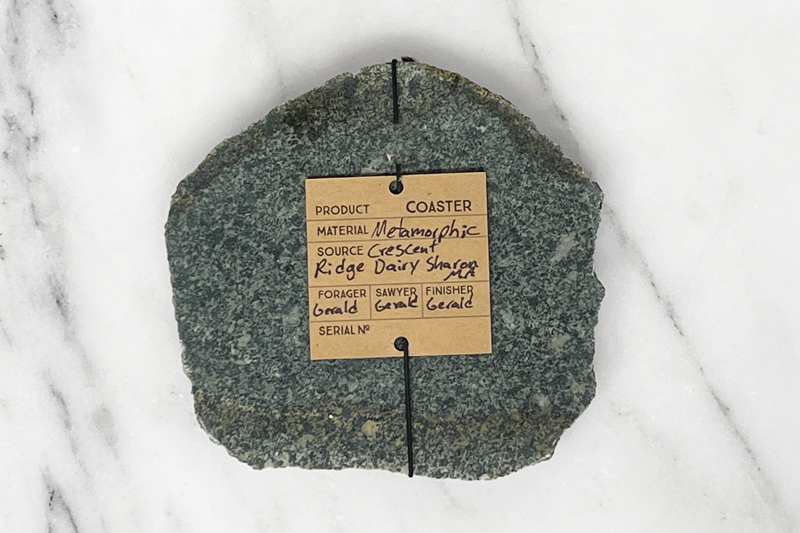 PRODUCT COASTER
MATERIAL Metamorphic
SOURCE Crescent
Ridge Dairy Sharon
MA
FORAGER SAWYER FINISHER
Gerald Gerald Gerald
SERIAL Nº